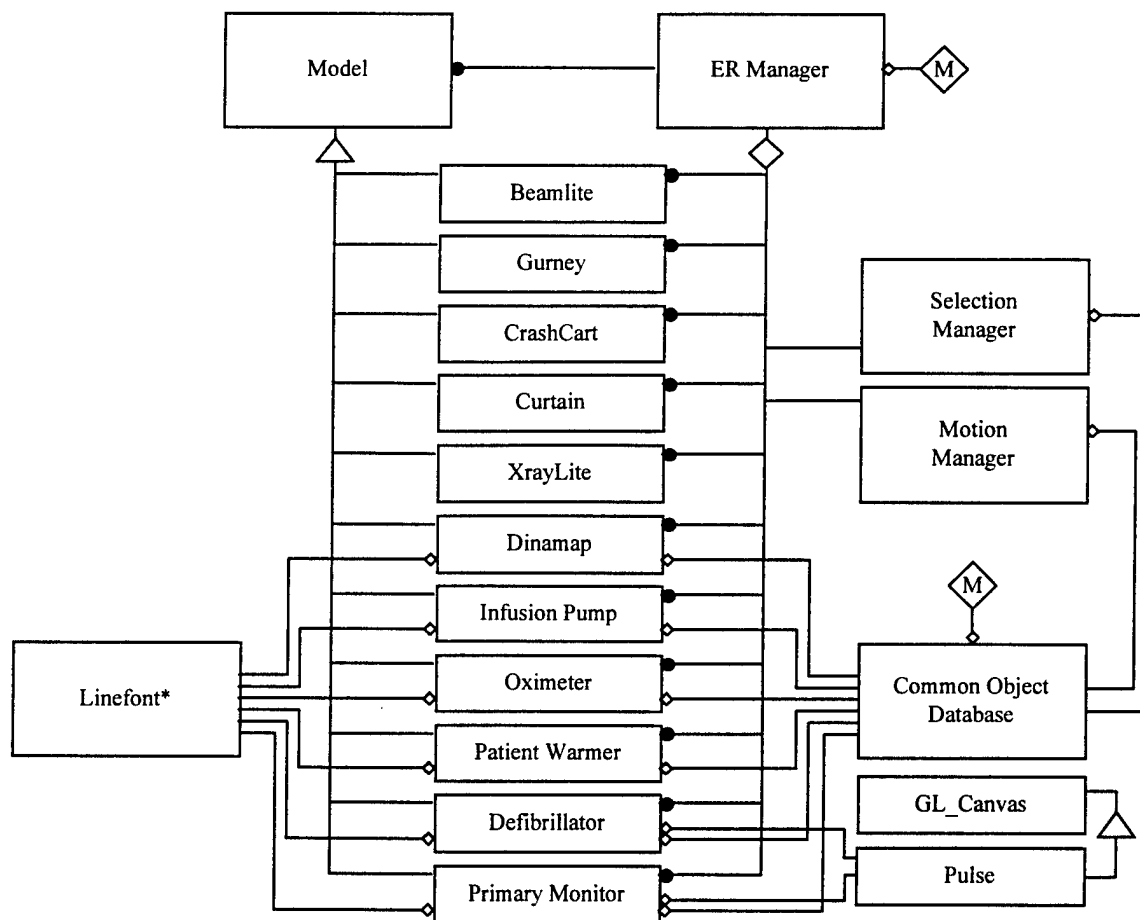 Model
ER Manager
M
Beamlite
Gurney
CrashCart
Curtain
XrayLite
Dinamap
Infusion Pump
Oximeter
Patient Warmer
Defibrillator
Primary Monitor
Linefont*
Selection
Manager
Motion
Manager
M
Common Object
Database
GL_Canvas
Pulse